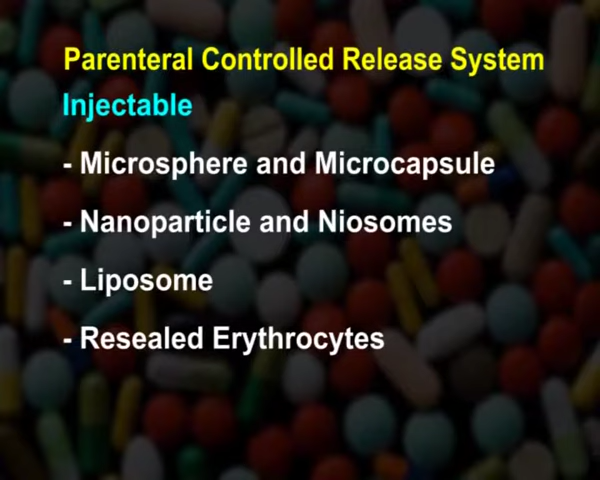 Parenteral Controlled Release System
Injectable
- Microsphere and Microcapsule
- Nanoparticle and Niosomes
- Liposome
- Resealed Erythrocytes